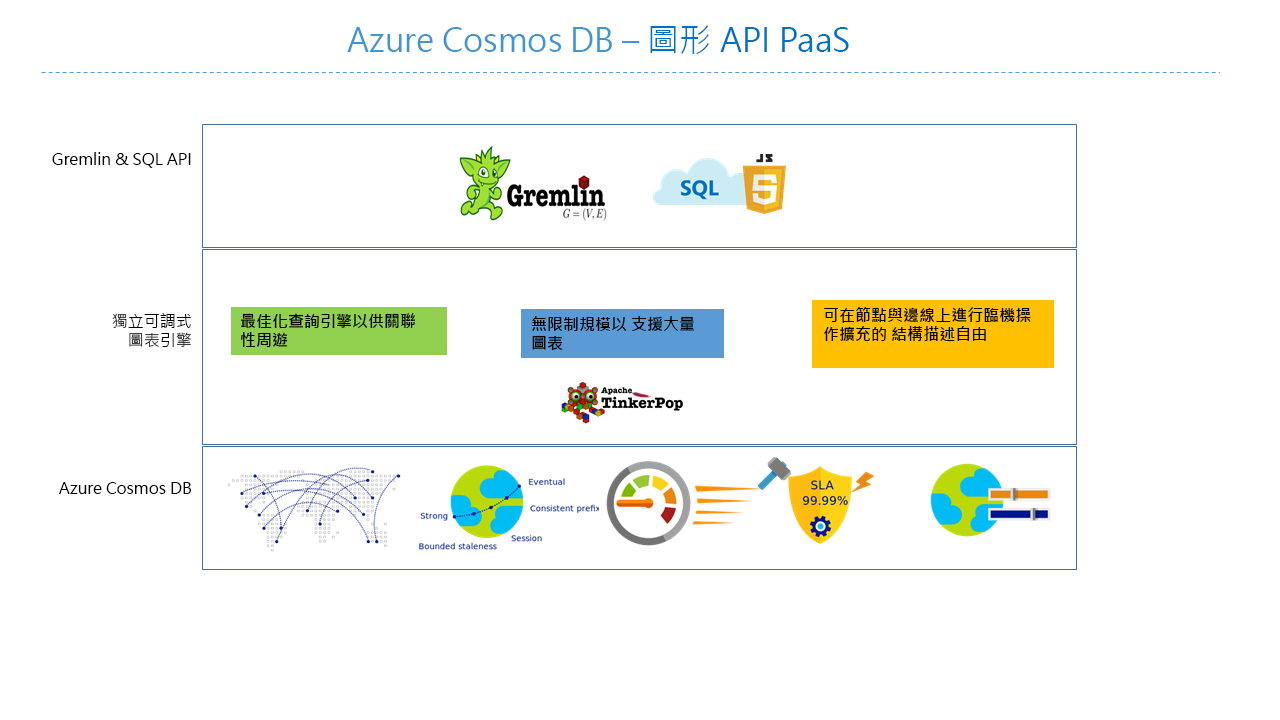 Azure Cosmos DB – 圖形 API PaaS
Gremlin & SQL API
Gremlin
G = (V, E)
SQL
JS
5
獨立可調式
圖表引擎
最佳化查詢引擎以供關聯
性周遊
無限制規模以 支援大量
圖表
可在節點與邊線上進行臨機操
作擴充的 結構描述自由
Apache
TinkerPop
Azure Cosmos DB
Eventual
Strong
Consistent prefix
Session
Bounded staleness
SLA
99.99%